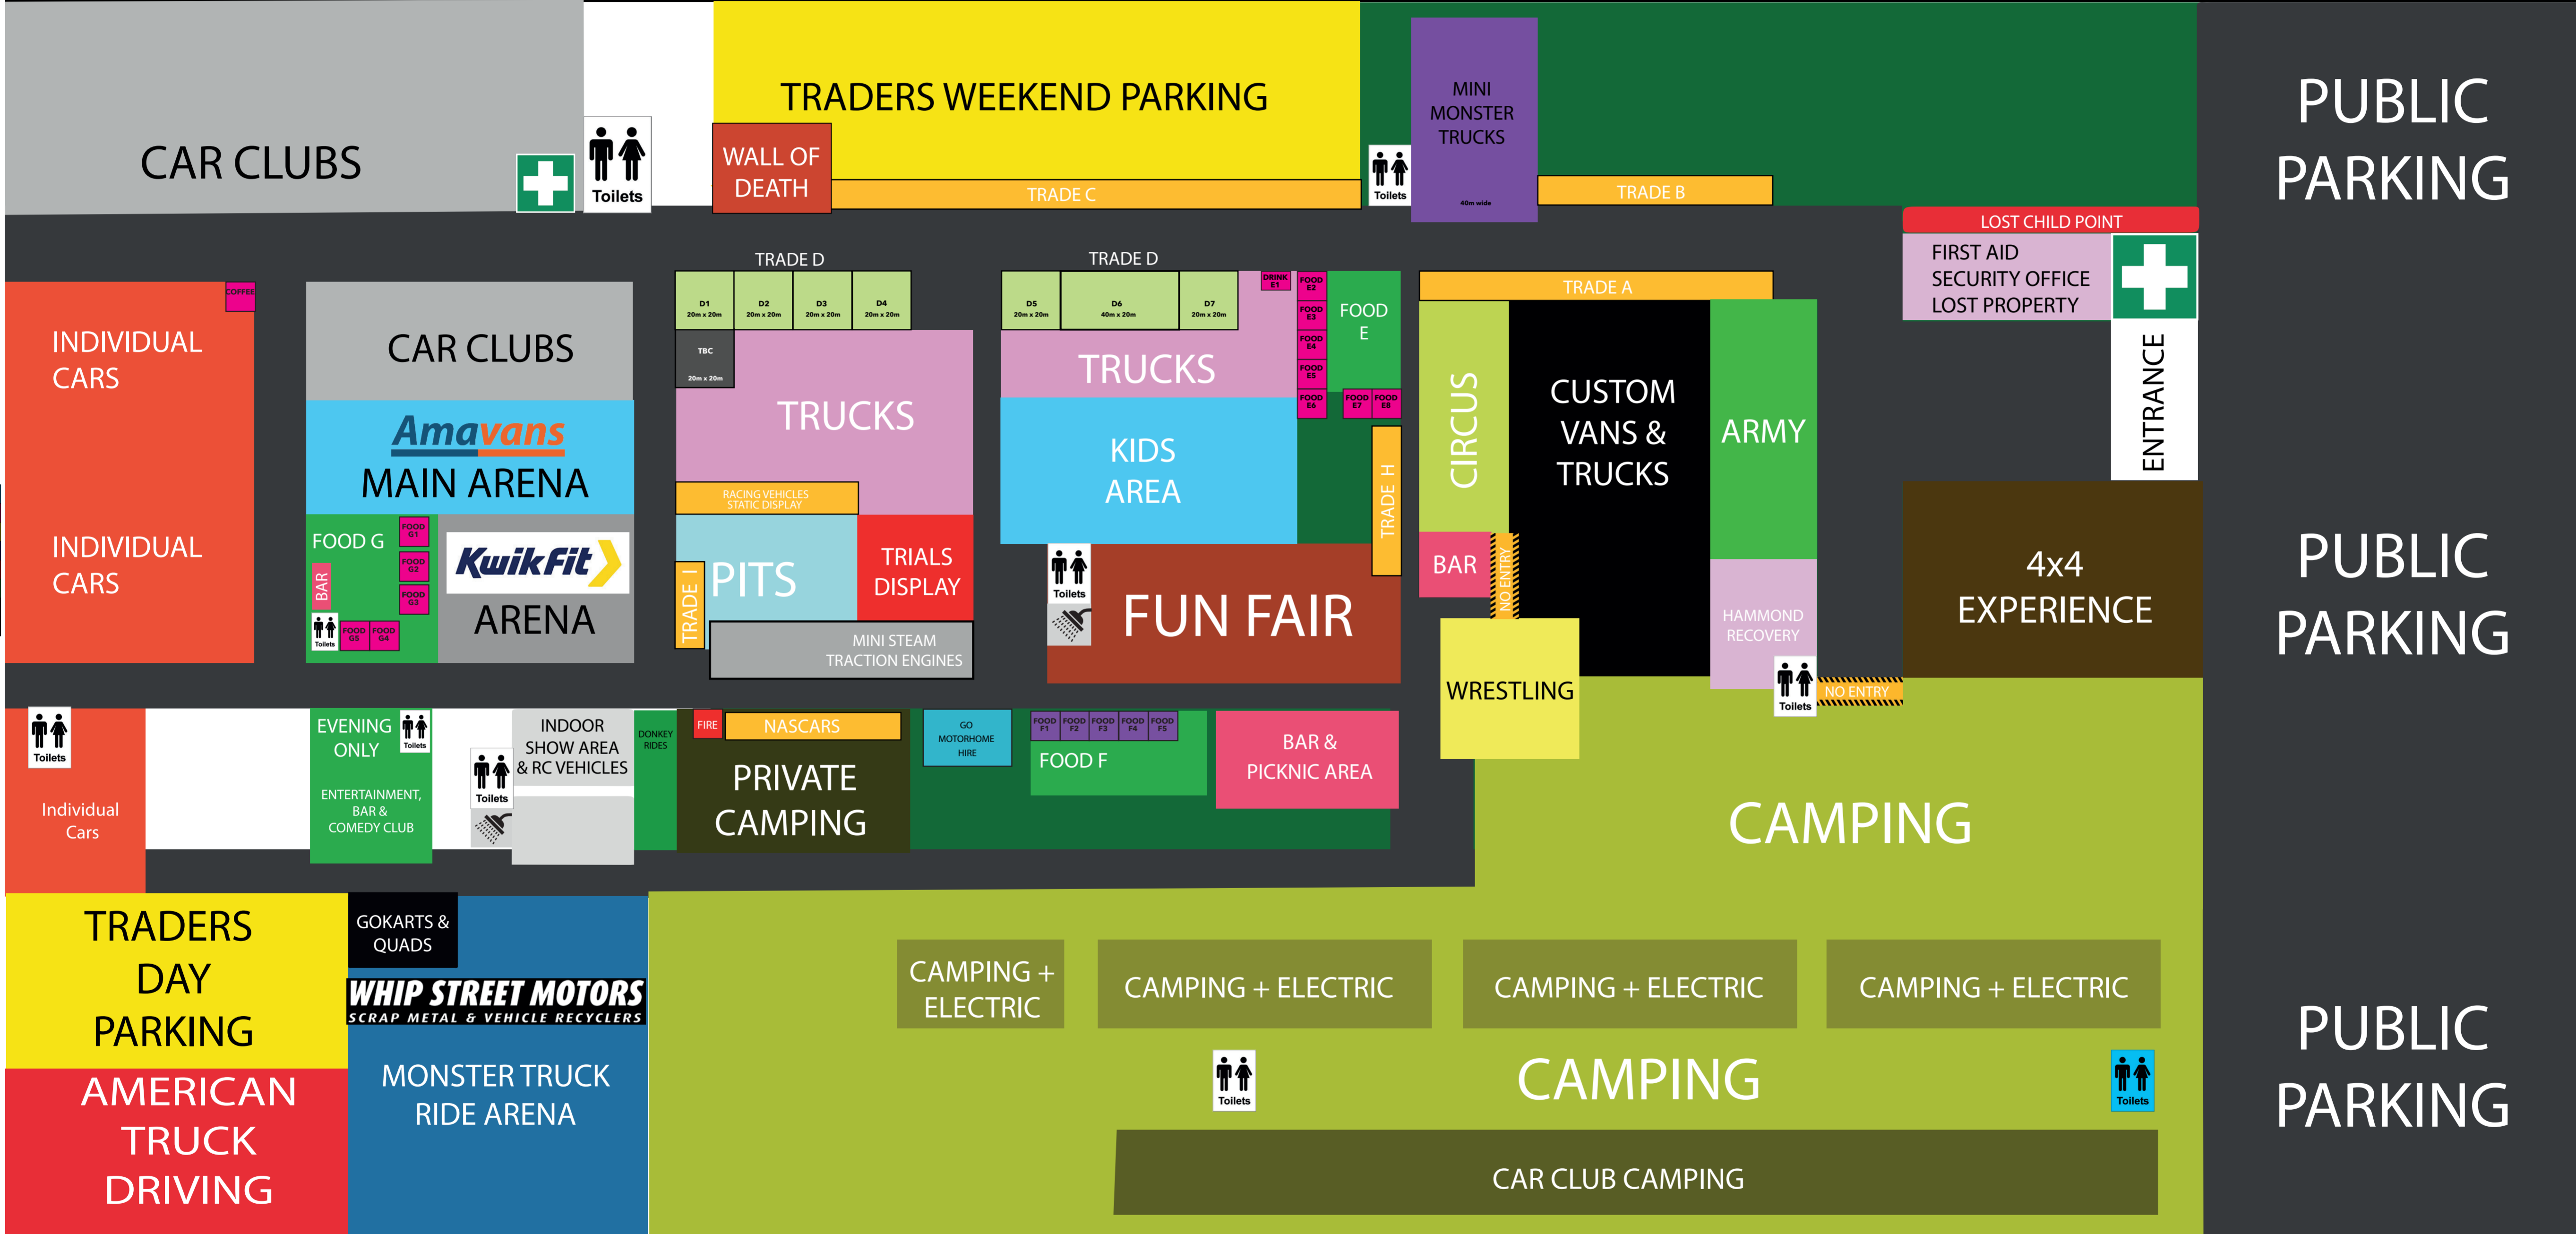 CAR CLUBS
Toilets
TRADERS WEEKEND PARKING
WALL OF
DEATH
TRADE C
Toilets
MINI
MONSTER
TRUCKS
40m wide
TRADE B
PUBLIC
PARKING
LOST CHILD POINT
FIRST AID
SECURITY OFFICE
LOST PROPERTY
ENTRANCE
INDIVIDUAL
CARS
COFFEE
INDIVIDUAL
CARS
CAR CLUBS
Amavans
MAIN ARENA
FOOD G
FOOD
G1
FOOD
G2
FOOD
G3
BAR
Toilets
FOOD
G5
FOOD
G4
KwikFit
ARENA
TRADE D
D1
20m x 20m
D2
20m x 20m
D3
20m x 20m
D4
20m x 20m
TBC
20m x 20m
TRUCKS
RACING VEHICLES
STATIC DISPLAY
PITS
TRADE I
TRIALS
DISPLAY
MINI STEAM
TRACTION ENGINES
TRADE D
D5
20m x 20m
D6
40m x 20m
D7
20m x 20m
DRINK
E1
FOOD
E2
FOOD
E3
FOOD
E4
FOOD
E5
FOOD
E6
FOOD
E7
FOOD
E8
FOOD
E
TRUCKS
KIDS
AREA
TRADE H
Toilets
FUN FAIR
TRADE A
CIRCUS
CUSTOM
VANS &
TRUCKS
ARMY
BAR
NO ENTRY
HAMMOND
RECOVERY
WRESTLING
Toilets
NO ENTRY
4x4
EXPERIENCE
PUBLIC
PARKING
Toilets
Individual
Cars
EVENING
ONLY
Toilets
ENTERTAINMENT,
BAR &
COMEDY CLUB
Toilets
INDOOR
SHOW AREA
& RC VEHICLES
DONKEY
RIDES
FIRE
NASCARS
PRIVATE
CAMPING
GO
MOTORHOME
HIRE
FOOD
F1
FOOD
F2
FOOD
F3
FOOD
F4
FOOD
F5
FOOD F
BAR &
PICKNIC AREA
CAMPING
TRADERS
DAY
PARKING
GOKARTS &
QUADS
WHIP STREET MOTORS
SCRAP METAL & VEHICLE RECYCLERS
MONSTER TRUCK
RIDE ARENA
AMERICAN
TRUCK
DRIVING
CAMPING +
ELECTRIC
CAMPING + ELECTRIC
CAMPING + ELECTRIC
CAMPING + ELECTRIC
Toilets
CAMPING
Toilets
CAR CLUB CAMPING
PUBLIC
PARKING